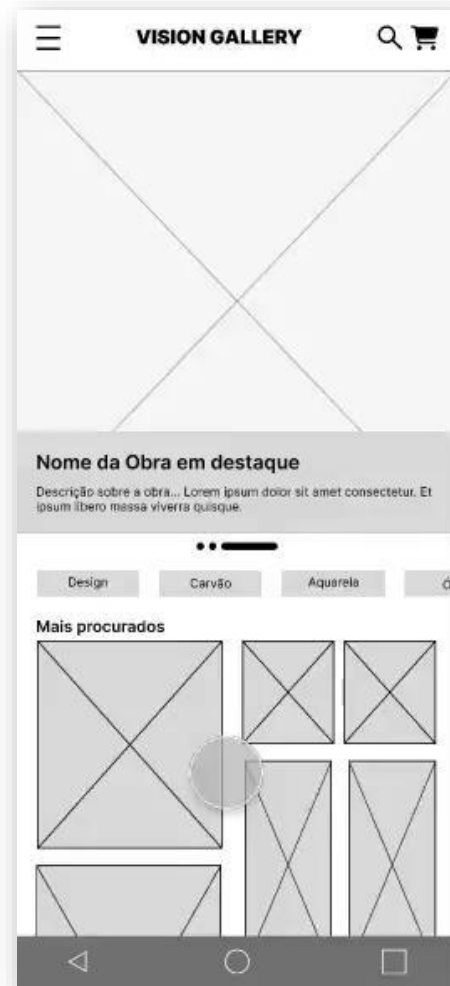 VISION GALLERY
Nome da Obra em destaque
Descrição sobre a obra... Lorem ipsum dolor sit amet consectetur. Et
ipsum libero massa viverra quisque.
Design Carvão Aquarela Ó
Mais procurados